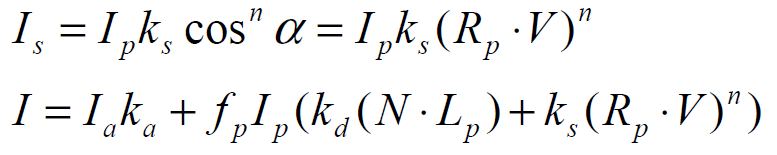 I_s = I_p k_s cos^n α = I_p k_s (R_p · V)^n
I = I_a k_a + f_p I_p (k_d (N · L_p) + k_s (R_p · V)^n)